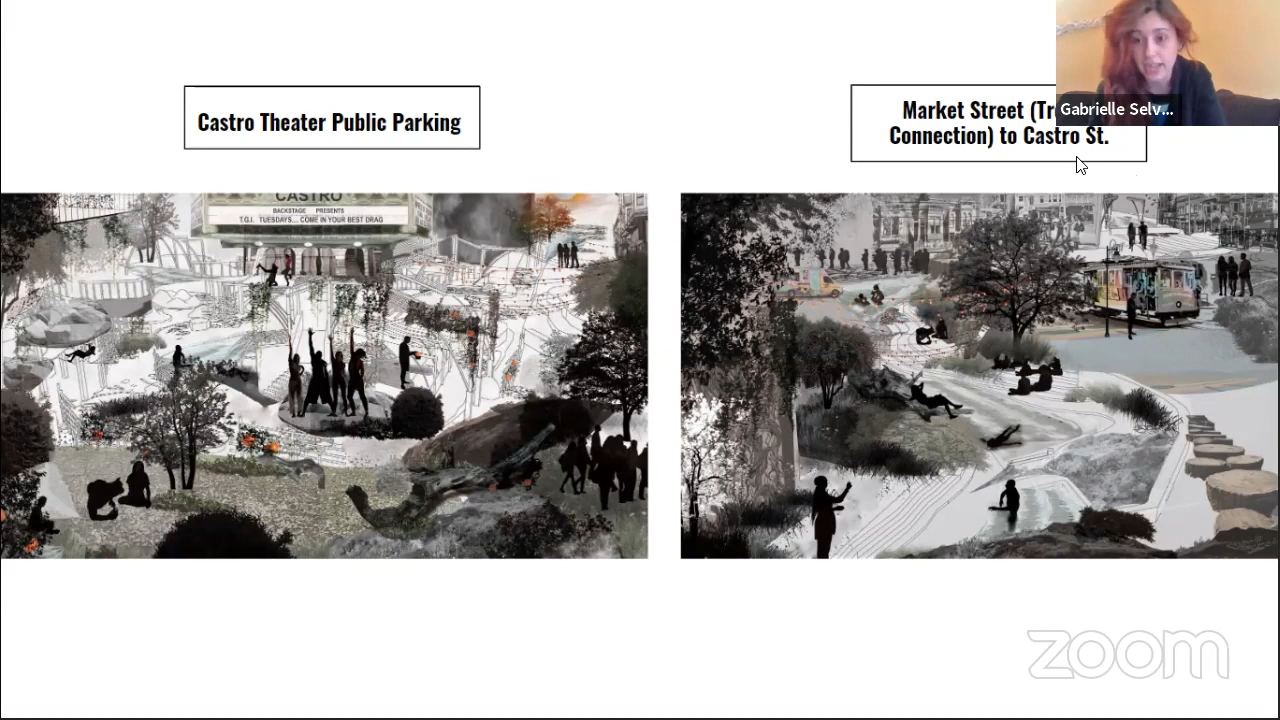 Castro Theater Public Parking
Market Street (Tr
Connection) to Castro St.
Gabrielle Selv...
CASTRO
BACKSTAGE PRESENTS
T.G.I. TUESDAYS... COME IN YOUR BEST DRAG
zoom